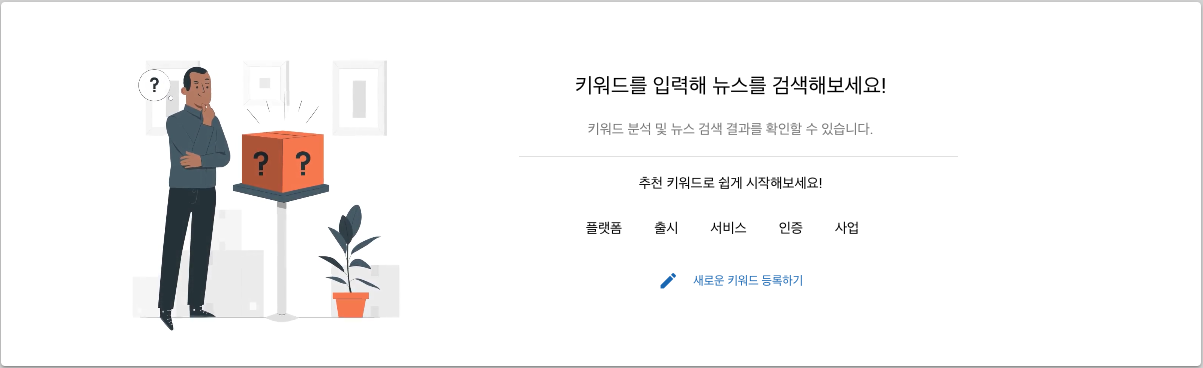 ?
? ?
키워드를 입력해 뉴스를 검색해보세요!
키워드 분석 및 뉴스 검색 결과를 확인할 수 있습니다.
추천 키워드로 쉽게 시작해보세요!
플랫폼 출시 서비스 인증 사업
새로운 키워드 등록하기